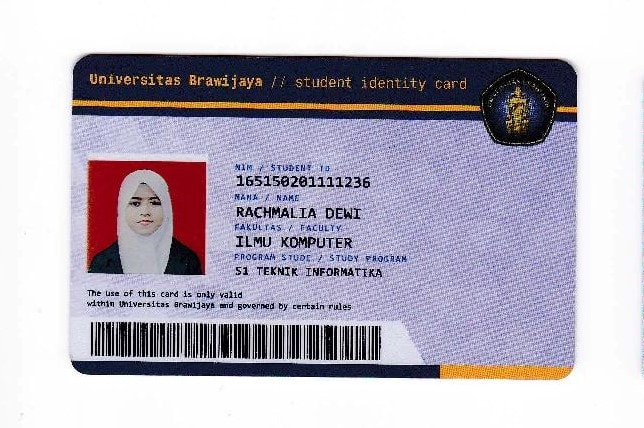 Universitas Brawijaya // student identity card
NIM / STUDENT ID
165150201111236
NAMA / NAME
RACHMALIA DEWI
FAKULTAS / FACULTY
ILMU KOMPUTER
PROGRAM STUDI / STUDY PROGRAM
S1 TEKNIK INFORMATIKA
The use of this card is only valid
within Universitas Brawijaya and governed by certain rules